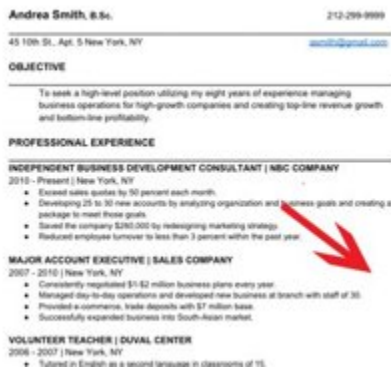 Andrea Smith, B.Sc.
212-299-9999
45 10th St., Apt. 5 New York, NY
asmith@gmail.com
OBJECTIVE
To seek a high-level position utilizing my eight years of experience managing
business operations for high-growth companies and creating top-line revenue growth
and bottom-line profitability.
PROFESSIONAL EXPERIENCE
INDEPENDENT BUSINESS DEVELOPMENT CONSULTANT | NBC COMPANY
2010 - Present | New York, NY
● Exceed sales quotas by 50 percent each month.
● Developing 25 to 30 new accounts by analyzing organization and business goals and creating a
package to meet those goals.
● Saved the company $260,000 by redesigning marketing strategy.
● Reduced employee turnover to less than 3 percent within the past year.
MAJOR ACCOUNT EXECUTIVE | SALES COMPANY
2007 - 2010 | New York, NY
● Consistently negotiated $1-$2 million business plans every year.
● Managed day-to-day operations and developed new business at branch with staff of 30.
● Provided e-commerce, trade deposits with $7 million base.
● Successfully expanded business into South-Asian market.
VOLUNTEER TEACHER | DUVAL CENTER
2006 - 2007 | New York, NY
● Tutored in English as a second language in classrooms of 15.